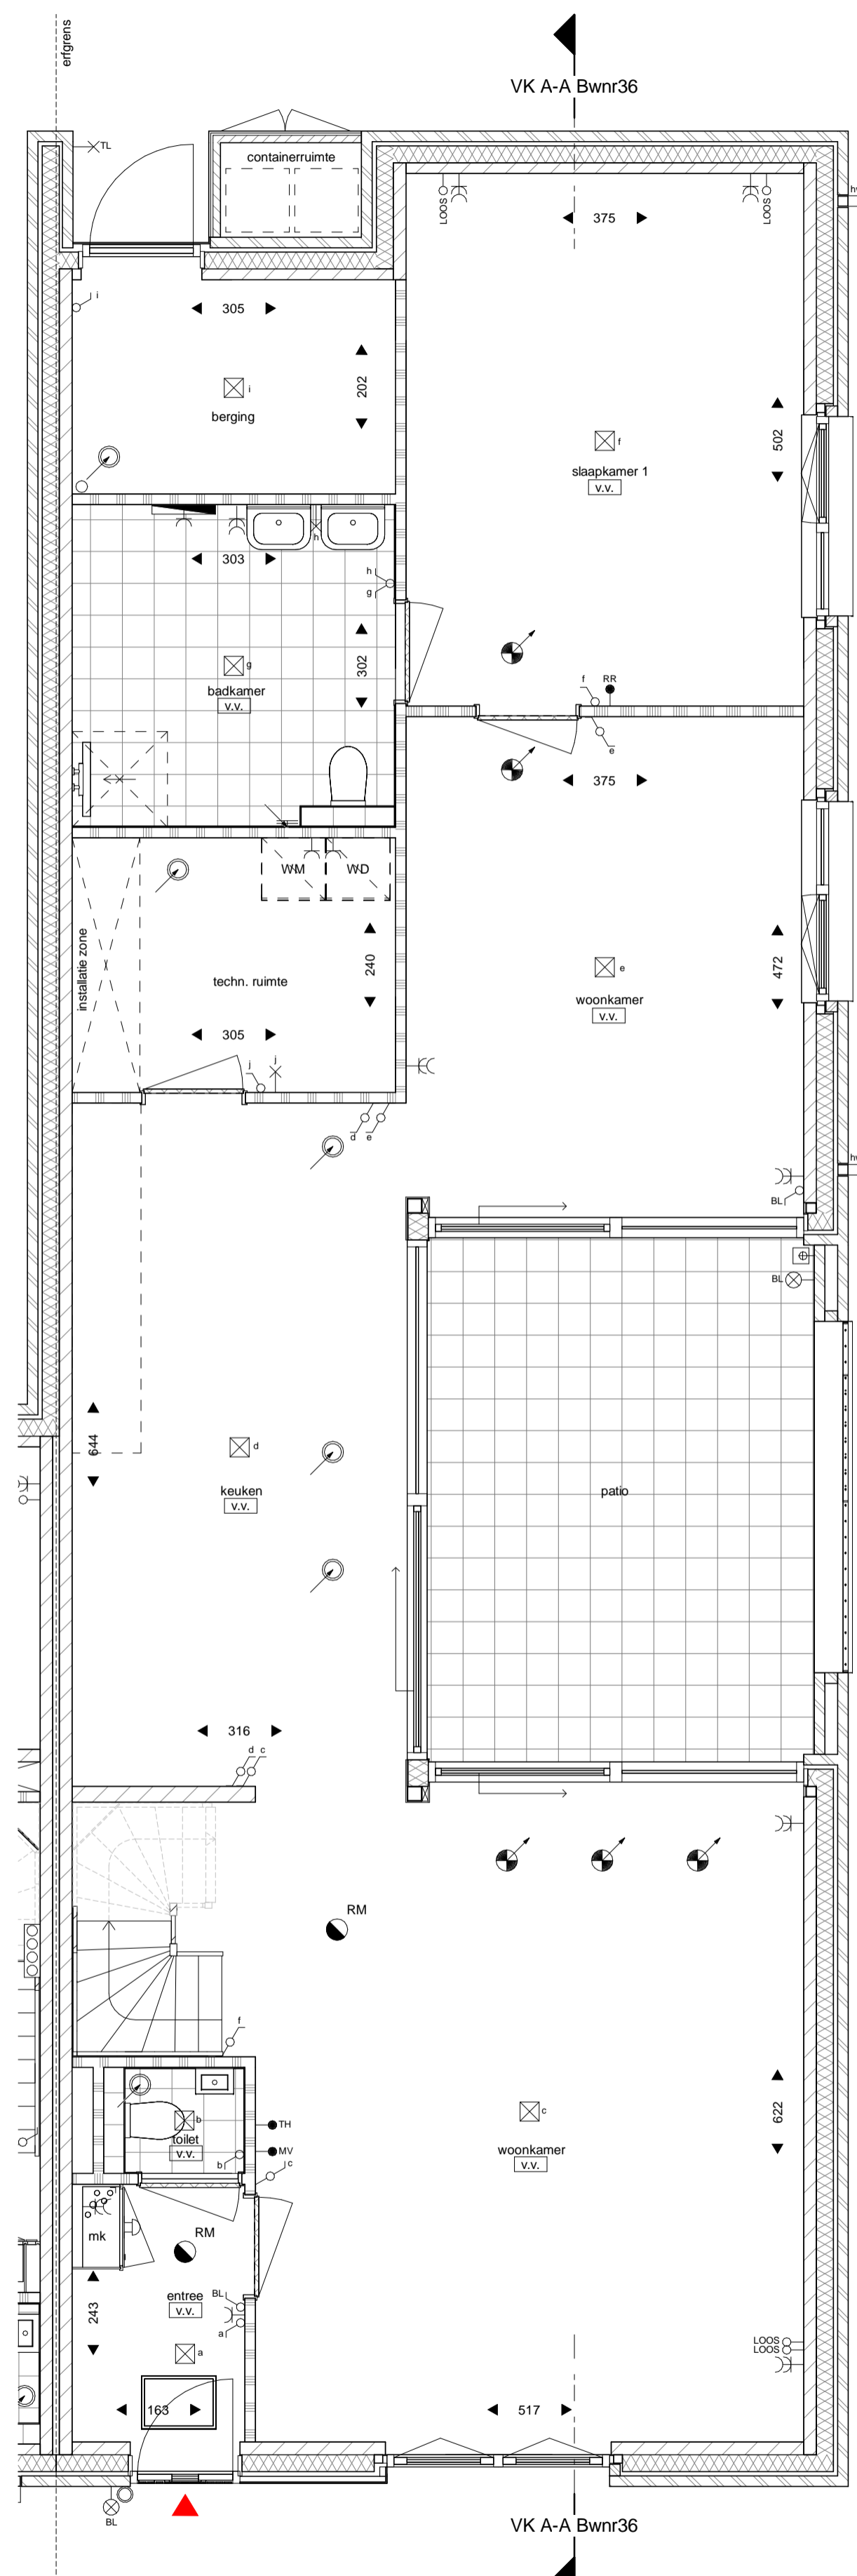 erfgrens
VK A-A Bwnr36
TL
containerruimte
LOOS
LOOS
375
i
305
202
i
berging
502
f
slaapkamer 1
v.v.
h
303
h
g
302
g
badkamer
v.v.
f
RR
e
375
WM
WD
installatie zone
240
techn. ruimte
305
j
j
472
e
woonkamer
v.v.
d
e
BL
BL
644
d
keuken
v.v.
patio
316
d
c
RM
f
622
c
woonkamer
v.v.
TH
MV
c
b
toilet
v.v.
b
mk
RM
243
entree
v.v.
BL
a
a
LOOS
LOOS
163
517
BL
VK A-A Bwnr36